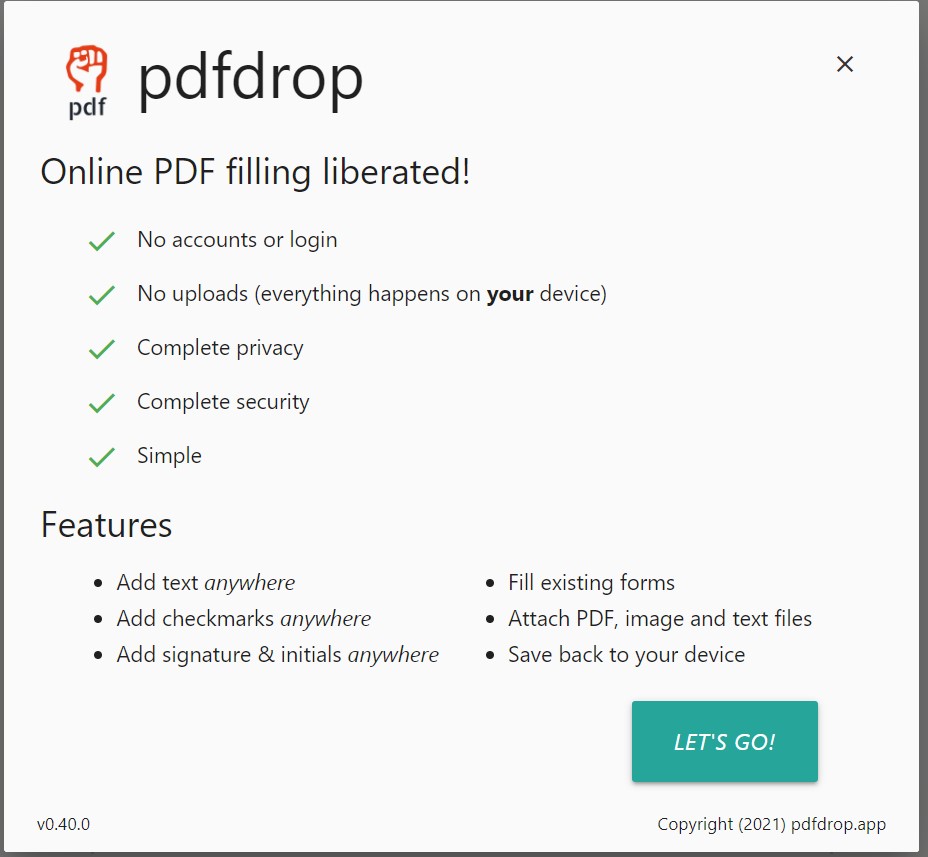 pdf
pdfdrop
Online PDF filling liberated!
No accounts or login
No uploads (everything happens on your device)
Complete privacy
Complete security
Simple
Features
Add text anywhere
Add checkmarks anywhere
Add signature & initials anywhere
Fill existing forms
Attach PDF, image and text files
Save back to your device
LET'S GO!
v0.40.0
Copyright (2021) pdfdrop.app